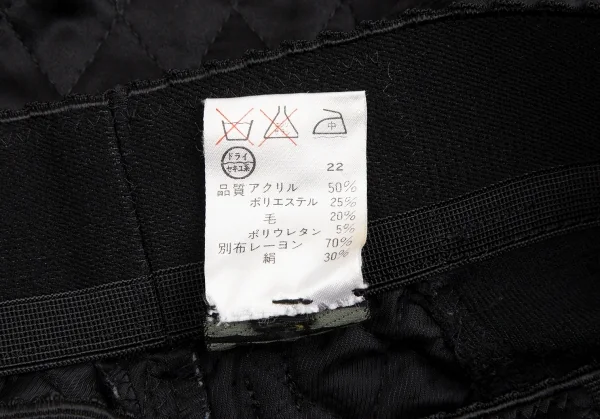 中
ドライ
セキユ系
22
品質 アクリル 50%
ポリエステル 25%
毛 20%
ポリウレタン 5%
別布 レーヨン 70%
絹 30%